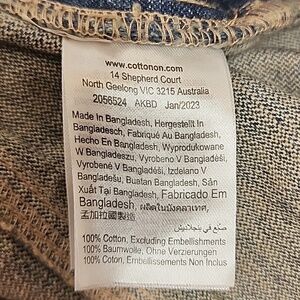 www.cottonon.com
14 Shepherd Court
North Geelong VIC 3215 Australia
2056524 AKBD Jan/2023
Made In Bangladesh, Hergestellt In
Bangladesch, Fabriqué Au Bangladesh,
Hecho En Bangladesh, Wyprodukowane
W Bangladeszu, Vyrobeno V Bangladéši,
Vyrobené V Bangladéši, Izdelano V
Bangladešu, Buatan Bangladesh, Sản
Xuất Tại Bangladesh, Fabricado Em
Bangladesh, ผลิตในบังคลาเทศ,
孟加拉國製造
صنع في بنجلاديش
100% Cotton, Excluding Embellishments
100% Baumwolle, Ohne Verzierungen
100% Coton, Embellissements Non Inclus